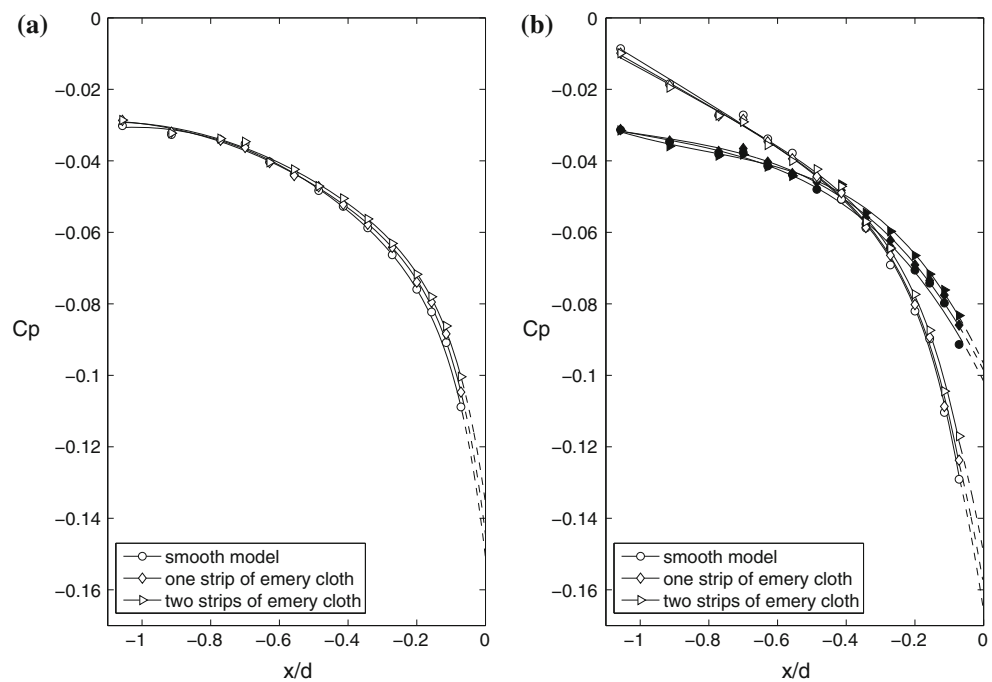 (a)
0
−0.02
−0.04
−0.06
−0.08
−0.1
−0.12
−0.14
−0.16
Cp
smooth model
one strip of emery cloth
two strips of emery cloth
−1 −0.8 −0.6 −0.4 −0.2 0
x/d
(b)
0
−0.02
−0.04
−0.06
−0.08
−0.1
−0.12
−0.14
−0.16
Cp
smooth model
one strip of emery cloth
two strips of emery cloth
−1 −0.8 −0.6 −0.4 −0.2 0
x/d